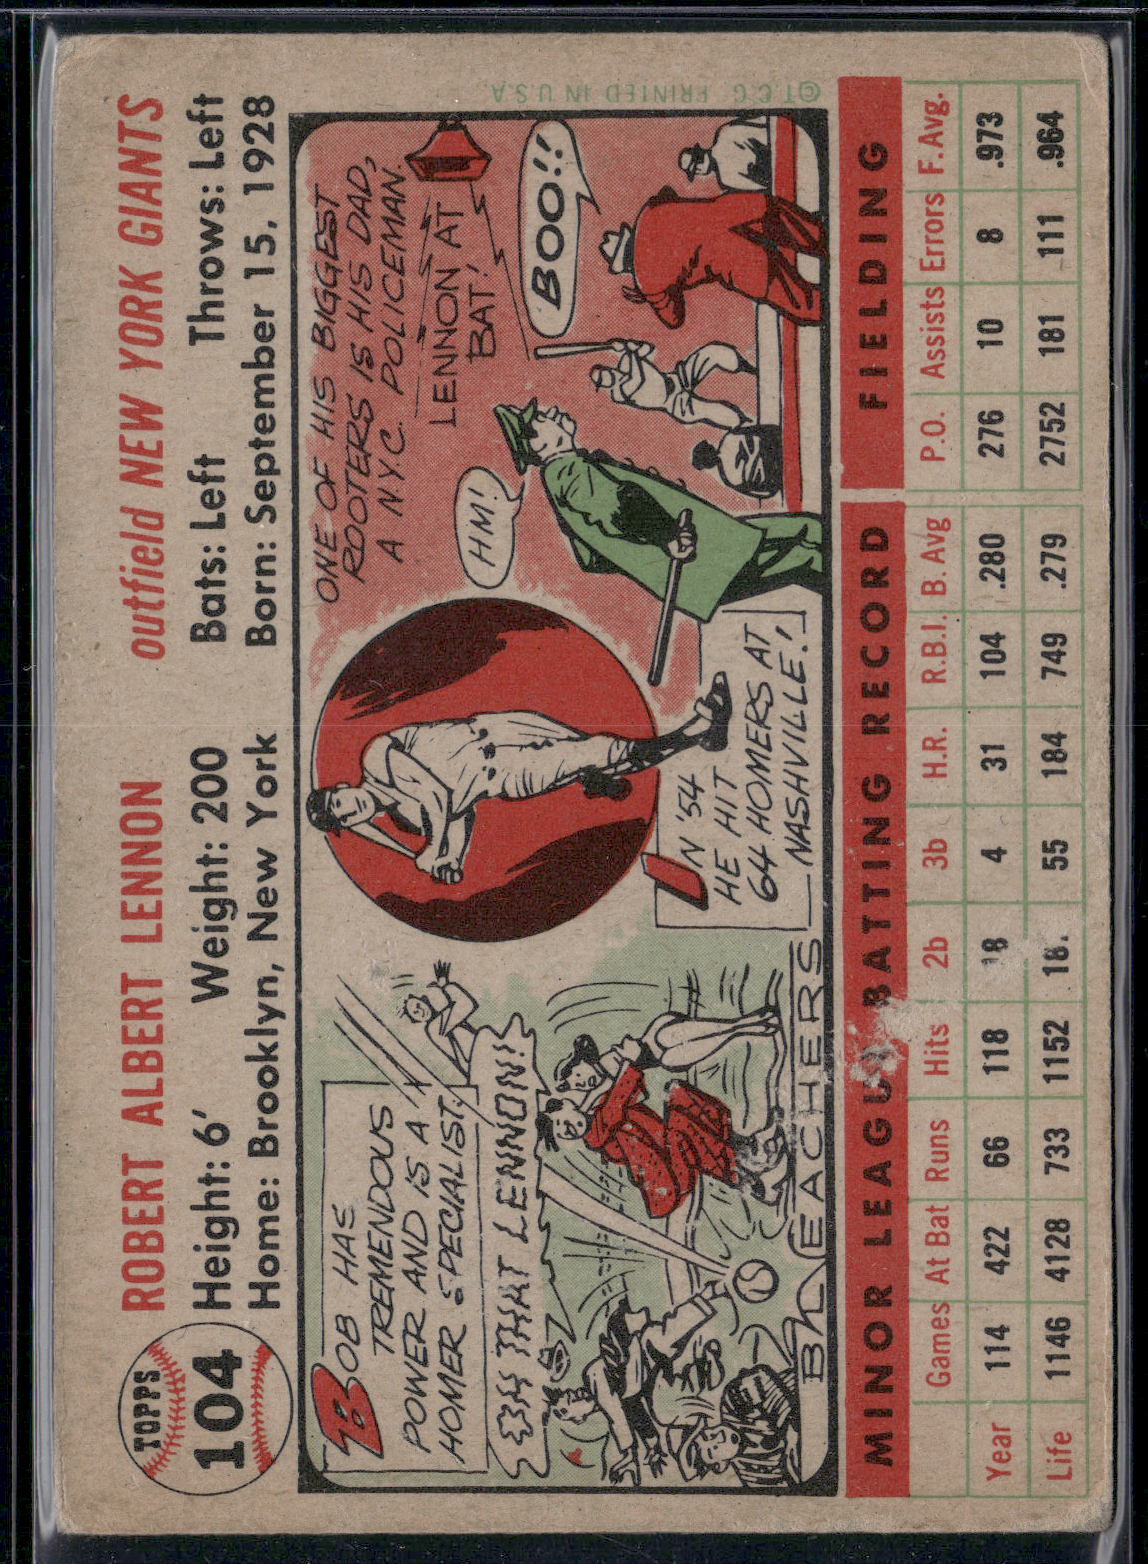 TOPPS
104
ROBERT ALBERT LENNON
outfield NEW YORK GIANTS
Height: 6' Weight: 200 Bats: Left Throws: Left
Home: Brooklyn, New York Born: September 15, 1928
BOB HAS
TREMENDOUS
POWER AND IS A
HOMER SPECIALIST.
THAT LENNON!
BLEACHERS
IN '54
HE HIT
64 HOMERS AT
NASHVILLE!
ONE OF HIS BIGGEST
ROOTERS IS HIS DAD,
A N.Y.C. POLICEMAN.
HM!
LENNON AT
BAT!
BOO!!
©T.C.G. PRINTED IN U.S.A.
MINOR LEAGUE BATTING RECORD FIELDING
Games At Bat Runs Hits 2b 3b H.R. R.B.I. B. Avg P.O. Assists Errors F. Avg.
Year 114 422 66 118 18 4 31 104 .280 276 10 8 .973
Life 1146 4128 733 1152 18 55 184 749 .279 2752 181 111 .964